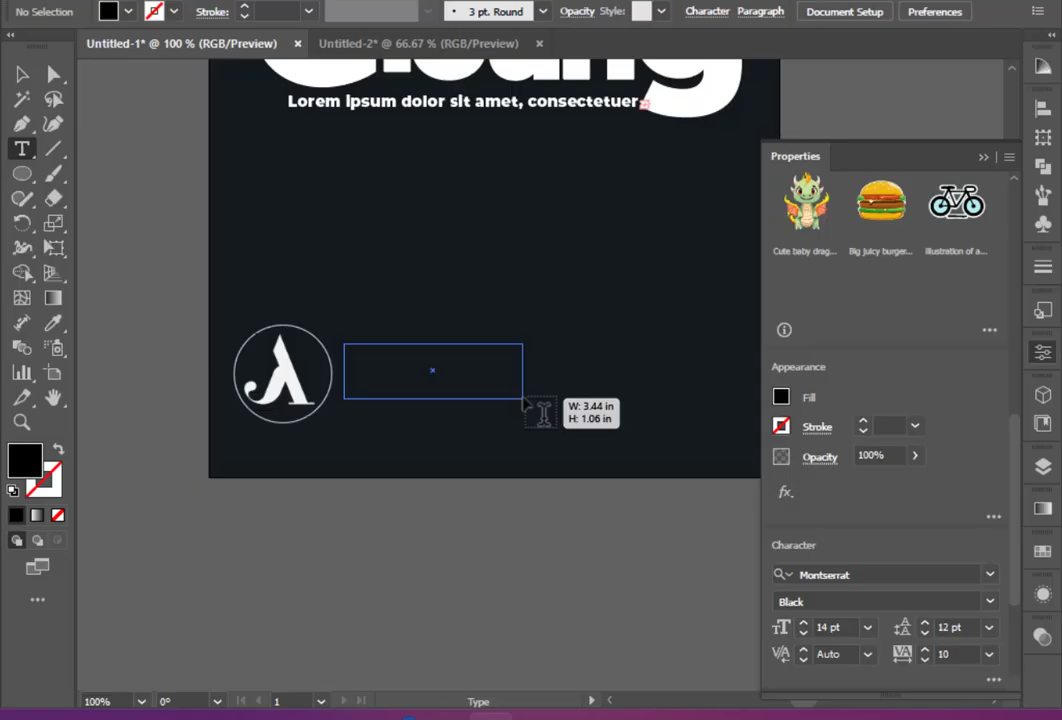 No Selection
Stroke:
3 pt. Round
Opacity
Style:
Character
Paragraph
Document Setup
Preferences
Untitled-1* @ 100 % (RGB/Preview)
Untitled-2* @ 66.67 % (RGB/Preview)
Lorem ipsum dolor sit amet, consectetuer
Properties
Cute baby drag...
Big juicy burger...
Illustration of a...
W: 3.44 in
H: 1.06 in
Appearance
Fill
Stroke
Opacity
100%
fx.
Character
Montserrat
Black
14 pt
12 pt
Auto
10
100%
0°
1
Type